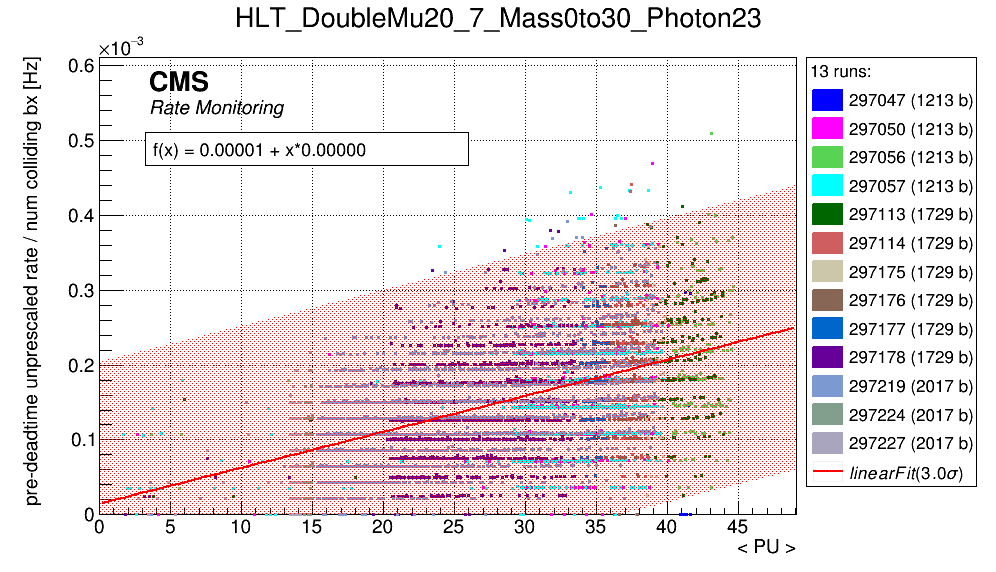 HLT_DoubleMu20_7_Mass0to30_Photon23
×10⁻³
pre-deadtime unprescaled rate / num colliding bx [Hz]
0.6
0.5
0.4
0.3
0.2
0.1
0
CMS
Rate Monitoring
f(x) = 0.00001 + x*0.00000
0 5 10 15 20 25 30 35 40 45
< PU >
13 runs:
297047 (1213 b)
297050 (1213 b)
297056 (1213 b)
297057 (1213 b)
297113 (1729 b)
297114 (1729 b)
297175 (1729 b)
297176 (1729 b)
297177 (1729 b)
297178 (1729 b)
297219 (2017 b)
297224 (2017 b)
297227 (2017 b)
linearFit(3.0σ)